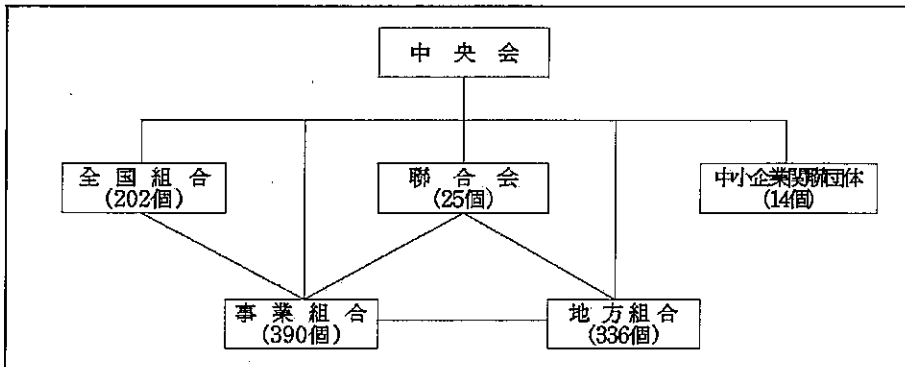 中央会
全国組合
(202個)
聯合会
(25個)
中小企業関聯団体
(14個)
事業組合
(390個)
地方組合
(336個)